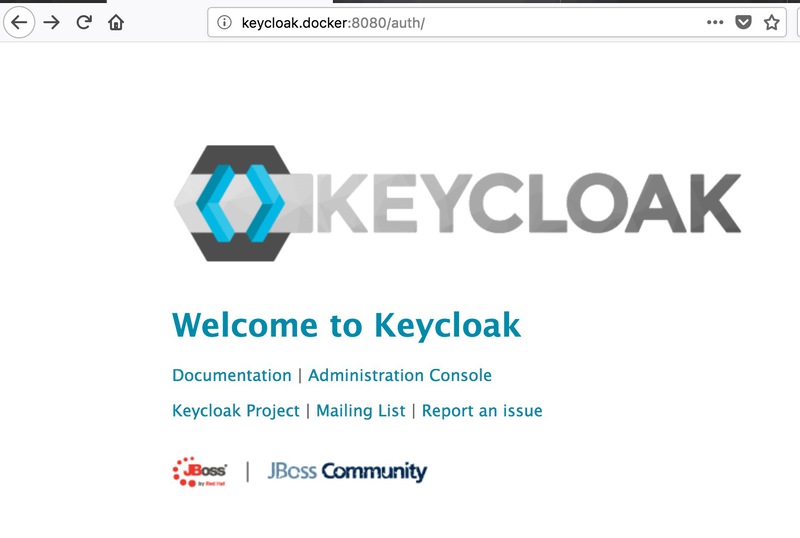 keycloak.docker:8080/auth/
KEYCLOAK
Welcome to Keycloak
Documentation | Administration Console
Keycloak Project | Mailing List | Report an issue
JBoss by Red Hat | JBoss Community